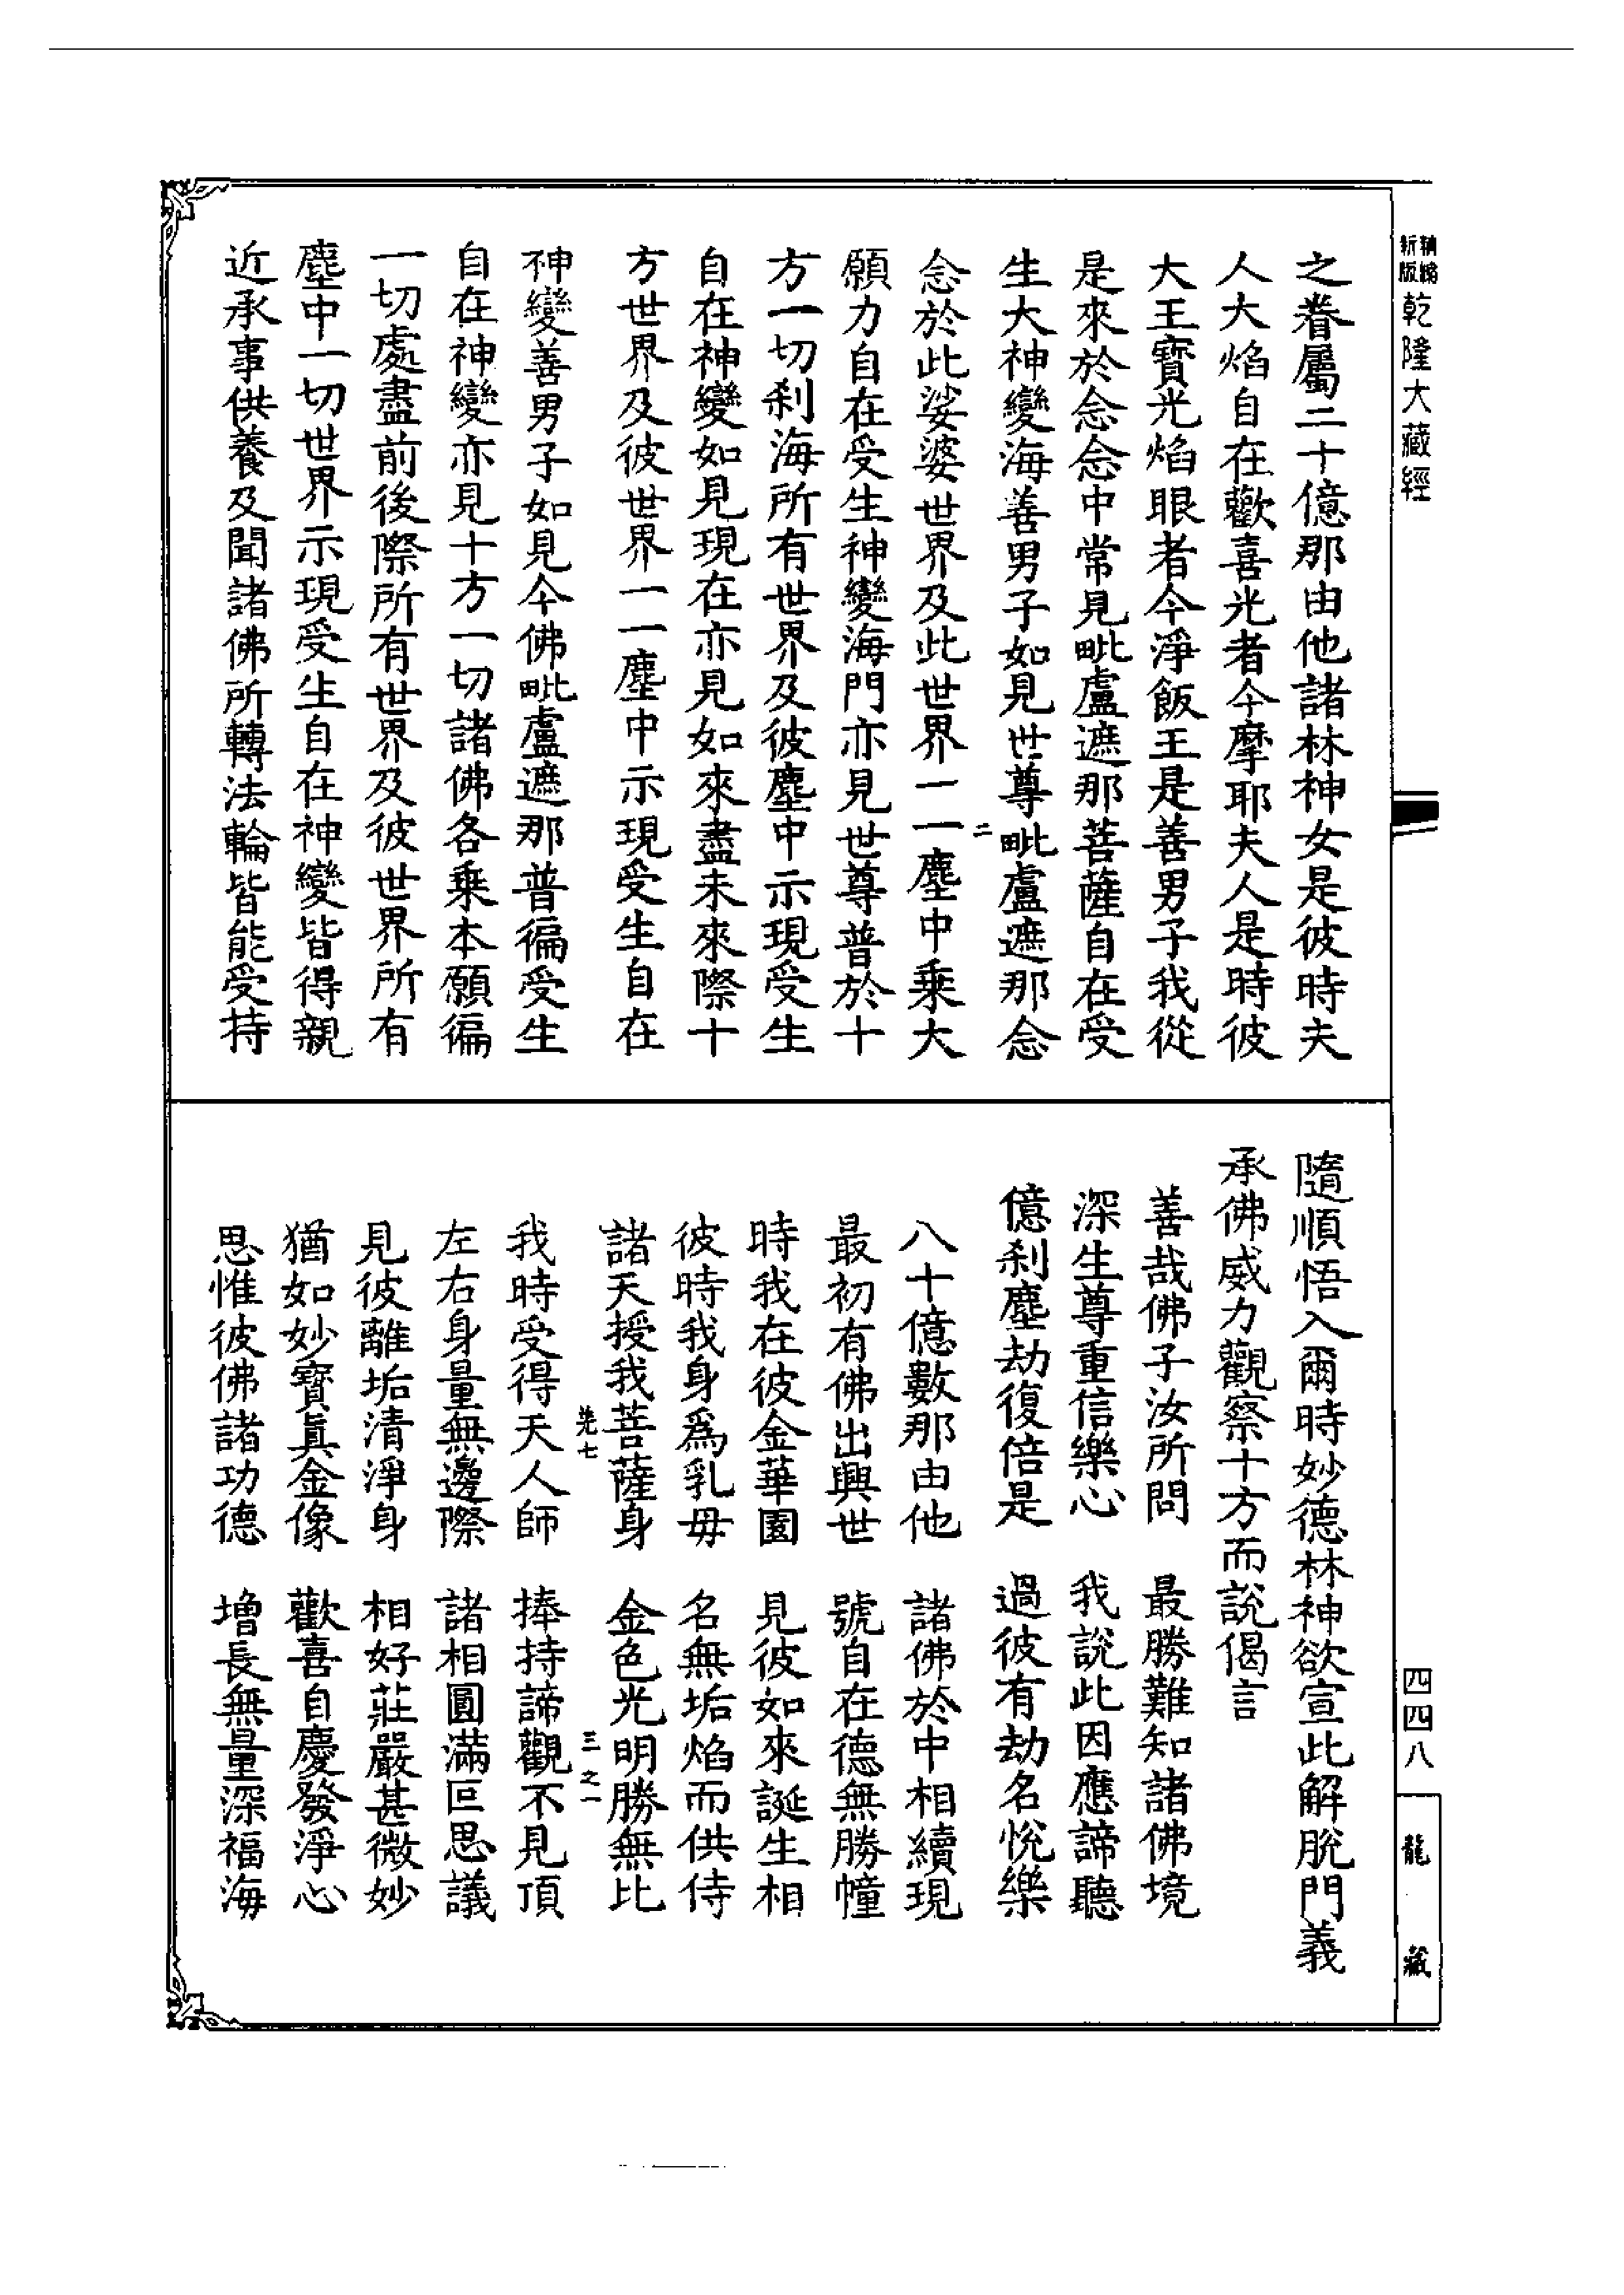 精編
新版
乾隆大藏經
之眷屬二十億那由他諸林神女是彼時夫
人大焰自在歡喜光者今摩耶夫人是時彼
大王寶光焰眼者今淨飯王是善男子我從
是來於念念中常見毗盧遮那菩薩自在受
生大神變海善男子如見世尊毗盧遮那念
二
念於此娑婆世界及此世界一一塵中乘大
願力自在受生神變海門亦見世尊普於十
方一切剎海所有世界及彼塵中示現受生
自在神變如見現在亦見如來盡未來際十
方世界及彼世界一一塵中示現受生自在
神變善男子如見今佛毗盧遮那普徧受生
自在神變亦見十方一切諸佛各乘本願徧
一切處盡前後際所有世界及彼世界所有
塵中一切世界示現受生自在神變皆得親
近承事供養及聞諸佛所轉法輪皆能受持
隨順悟入爾時妙德林神欲宣此解脫門義
承佛威力觀察十方而說偈言
善哉佛子汝所問　最勝難知諸佛境
深生尊重信樂心　我說此因應諦聽
億剎塵劫復倍是　過彼有劫名悅樂
八十億數那由他　諸佛於中相續現
最初有佛出興世　號自在德無勝幢
時我在彼金華園　見彼如來誕生相
彼時我身爲乳毋　名無垢焰而供侍
諸天授我菩薩身　金色光明勝無比
七　三之一
我時受得天人師　捧持諦觀不見頂
左右身量無邊際　諸相圓滿叵思議
見彼離垢清淨身　相好莊嚴甚微妙
猶如妙寶真金像　歡喜自慶發淨心
思惟彼佛諸功德　增長無量深福海
四四八
龍藏